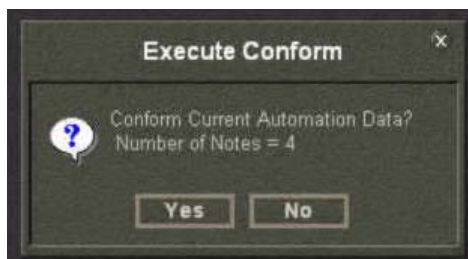 Execute Conform
x
Conform Current Automation Data?
Number of Notes = 4
Yes No